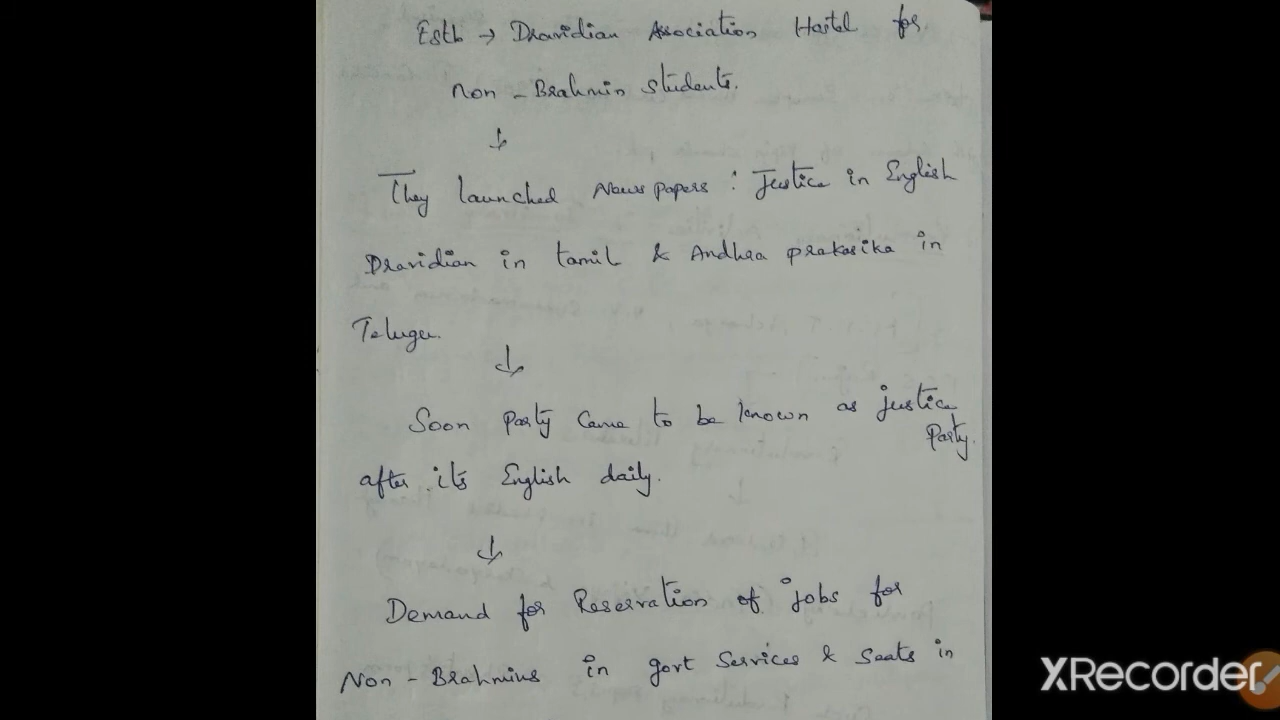 Estb → Dravidian Association Hostel for
non - Brahmin students.
↓
They launched News papers : Justice in English
Dravidian in tamil & Andhra prakasika in
Telugu.
↓
Soon party came to be known as justice
party.
after its English daily.
↓
Demand for Reservation of jobs for
Non - Brahmins in govt Services & Seats in
XRecorder